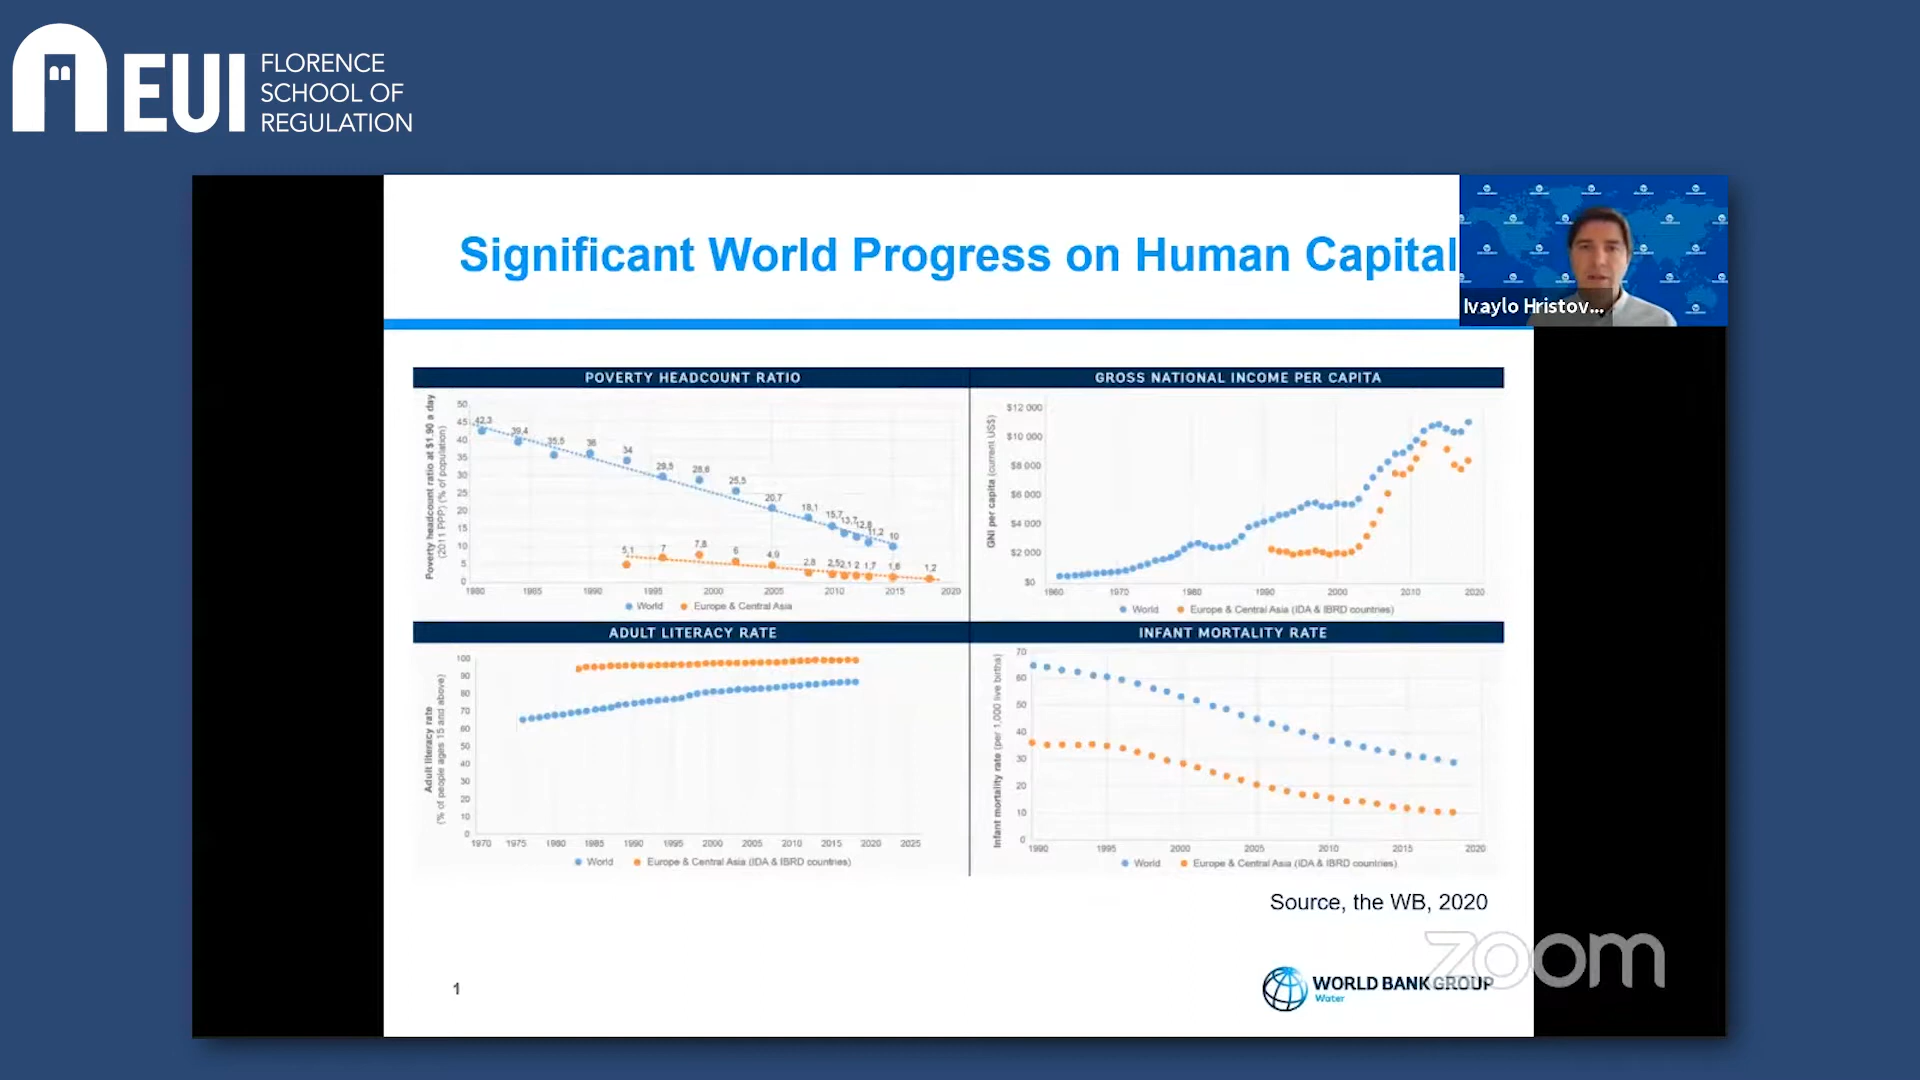 EUI
FLORENCE
SCHOOL OF
REGULATION
Significant World Progress on Human Capital
Ivaylo Hristov...
POVERTY HEADCOUNT RATIO
Poverty headcount ratio at $1.90 a day
(2011 PPP) (% of population)
50
45
40
35
30
25
20
15
10
5
0
42,3
39,4
35,5
36
34
29,5
28,6
25,5
20,7
18,1
15,7
13,7
12,8
11,2
10
5,1
7
7,8
6
4,9
2,8
2,5
2,1
2
1,7
1,6
1,2
1980 1985 1990 1995 2000 2005 2010 2015 2020
World Europe & Central Asia
GROSS NATIONAL INCOME PER CAPITA
GNI per capita (current US$)
$12 000
$10 000
$8 000
$6 000
$4 000
$2 000
$0
1960 1970 1980 1990 2000 2010 2020
World Europe & Central Asia (IDA & IBRD countries)
ADULT LITERACY RATE
Adult literacy rate
(% of people ages 15 and above)
100
90
80
70
60
50
40
30
20
10
0
1970 1975 1980 1985 1990 1995 2000 2005 2010 2015 2020 2025
World Europe & Central Asia (IDA & IBRD countries)
INFANT MORTALITY RATE
Infant mortality rate (per 1,000 live births)
70
60
50
40
30
20
10
0
1990 1995 2000 2005 2010 2015 2020
World Europe & Central Asia (IDA & IBRD countries)
Source, the WB, 2020
1
WORLD BANK GROUP
Water
zoom